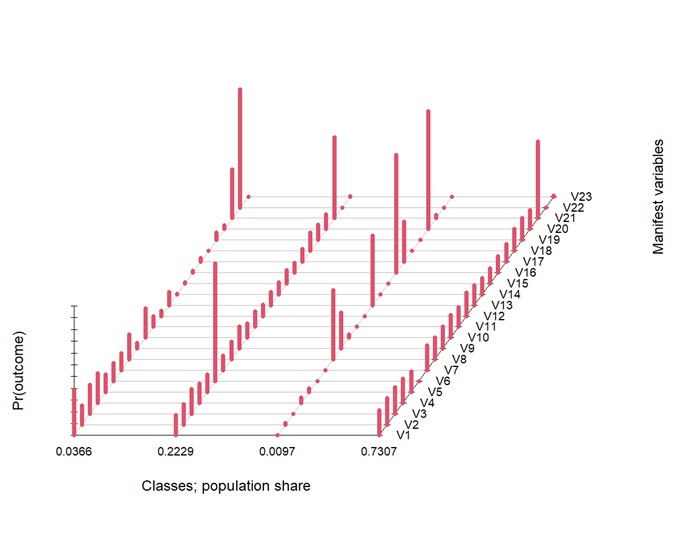 Manifest variables
V23
V22
V21
V20
V19
V18
V17
V16
V15
V14
V13
V12
V11
V10
V9
V8
V7
V6
V5
V4
V3
V2
V1
Pr(outcome)
0.0366 0.2229 0.0097 0.7307
Classes; population share